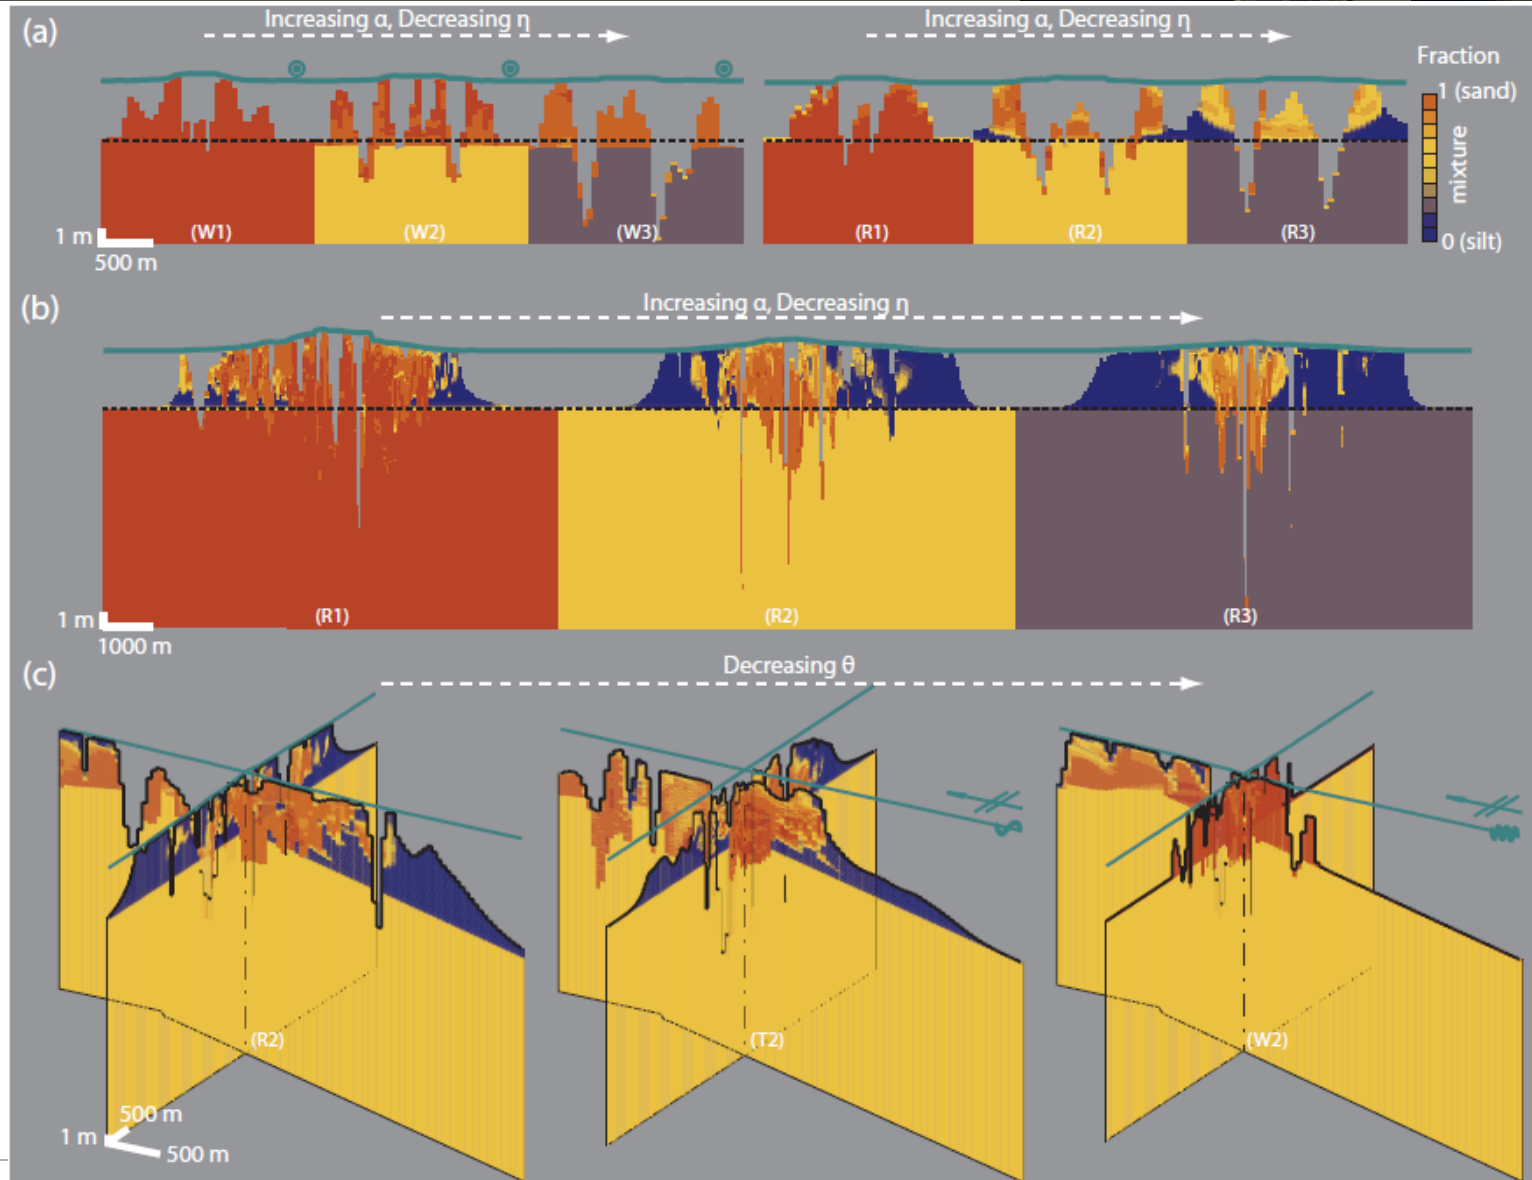 (a)
Increasing α, Decreasing η
Increasing α, Decreasing η
Fraction
1 (sand)
mixture
0 (silt)
(W1)
(W2)
(W3)
(R1)
(R2)
(R3)
1 m
500 m
(b)
Increasing α, Decreasing η
(R1)
(R2)
(R3)
1 m
1000 m
(c)
Decreasing θ
(R2)
(T2)
(W2)
500 m
1 m
500 m